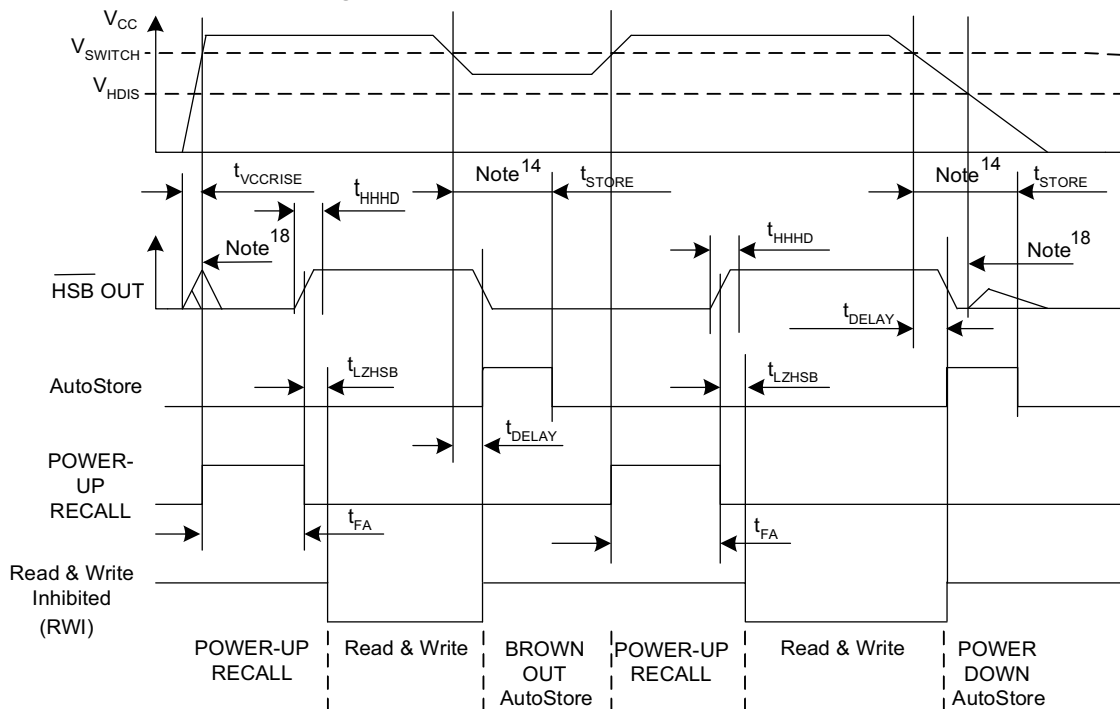 VCC
VSWITCH
VHDIS
tVCCRISE
tHHHD
Note14
tSTORE
Note14
tSTORE
Note18
tHHHD
Note18
HSB OUT
tDELAY
AutoStore
tLZHSB
tLZHSB
tDELAY
POWER-
UP
RECALL
tFA
tFA
Read & Write
Inhibited
(RWI)
POWER-UP
RECALL
Read & Write
BROWN
OUT
AutoStore
POWER-UP
RECALL
Read & Write
POWER
DOWN
AutoStore